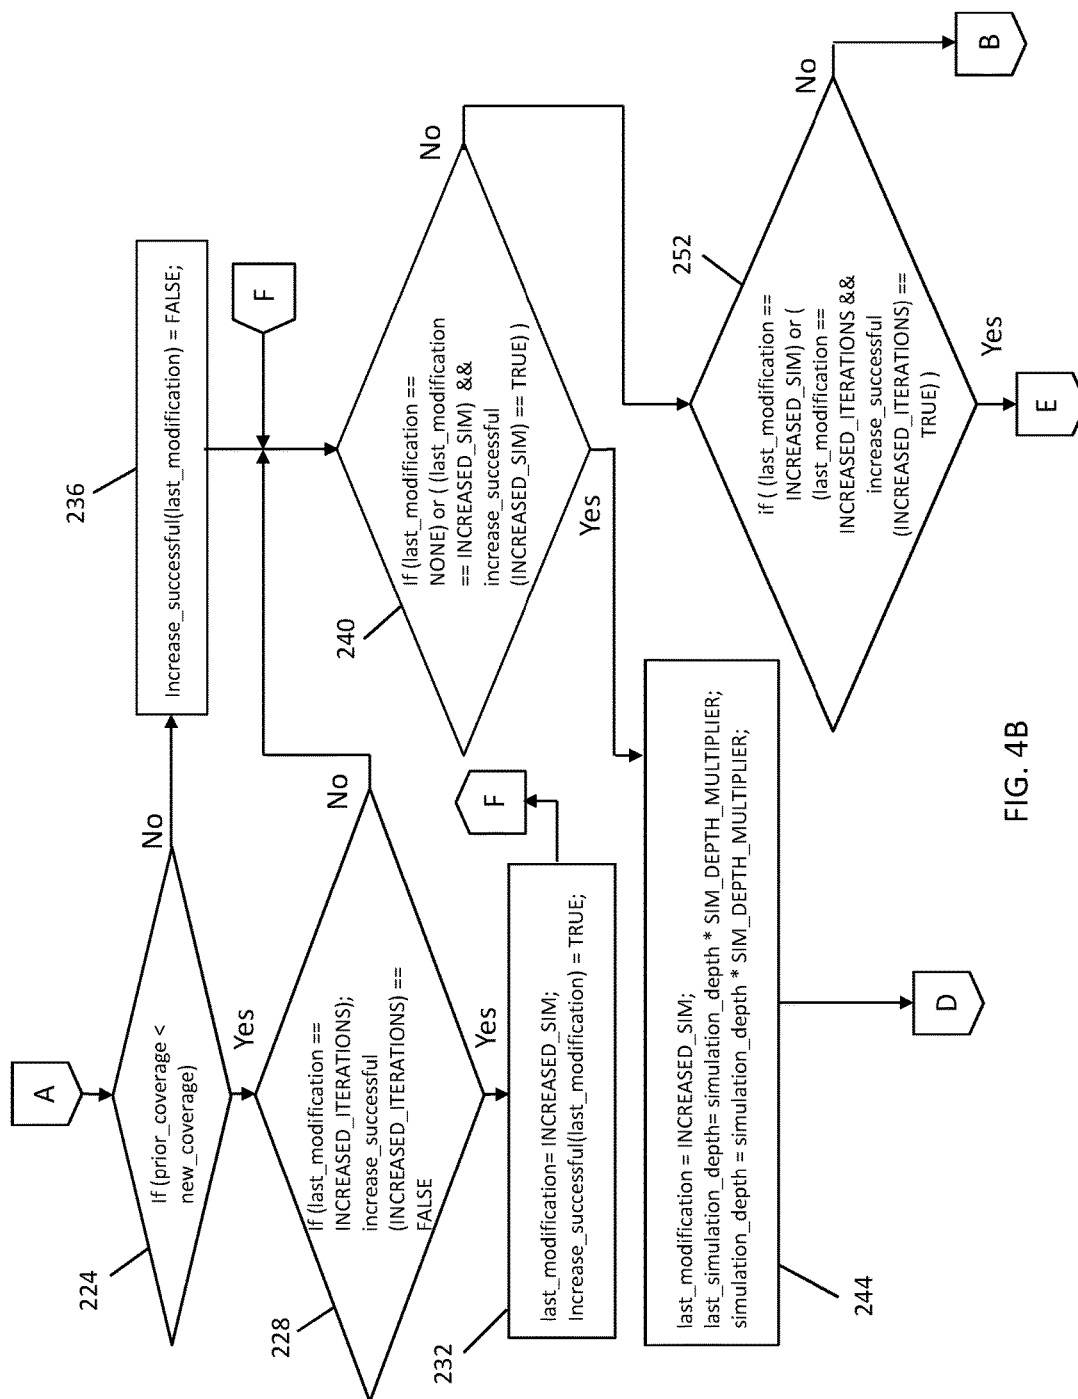 A
224
If (prior_coverage <
new_coverage)
No
Yes
236
Increase_successful(last_modification) = FALSE;
228
If (last_modification ==
INCREASED_ITERATIONS);
increase_successful
(INCREASED_ITERATIONS) ==
FALSE
No
Yes
F
232
last_modification= INCREASED_SIM;
Increase_successful(last_modification) = TRUE;
F
240
If (last_modification ==
NONE) or ( (last_modification
== INCREASED_SIM) &&
increase_successful
(INCREASED_SIM) == TRUE) )
No
Yes
244
last_modification = INCREASED_SIM;
last_simulation_depth= simulation_depth * SIM_DEPTH_MULTIPLIER;
simulation_depth = simulation_depth * SIM_DEPTH_MULTIPLIER;
D
252
if ( (last_modification ==
INCREASED_SIM) or (
(last_modification ==
INCREASED_ITERATIONS &&
increase_successful
(INCREASED_ITERATIONS) ==
TRUE) )
No
Yes
B
E
FIG. 4B